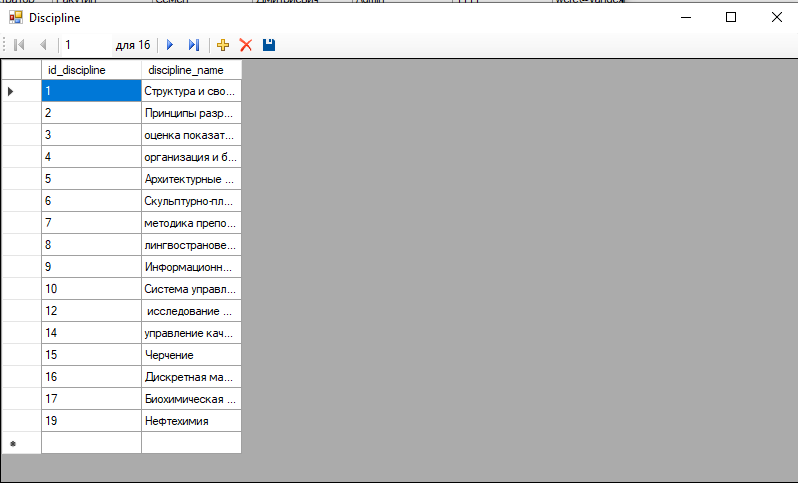 Discipline
1 для 16
id_discipline discipline_name
1 Структура и сво...
2 Принципы разр...
3 оценка показат...
4 организация и б...
5 Архитектурные ...
6 Скульптурно-пл...
7 методика препо...
8 лингвостранове...
9 Информационн...
10 Система управл...
12 исследование ...
14 управление кач...
15 Черчение
16 Дискретная ма...
17 Биохимическая ...
19 Нефтехимия